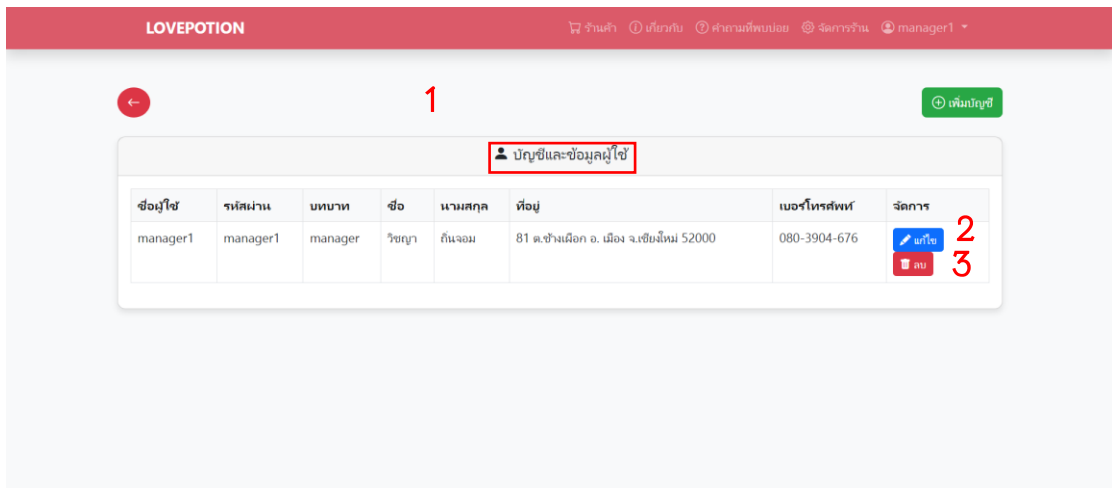 LOVEPOTION ร้านค้า เกี่ยวกับ คำถามที่พบบ่อย จัดการร้าน manager1
1 เพิ่มบัญชี
บัญชีและข้อมูลผู้ใช้
ชื่อผู้ใช้ รหัสผ่าน บทบาท ชื่อ นามสกุล ที่อยู่ เบอร์โทรศัพท์ จัดการ
manager1 manager1 manager วิชญา กันจอม 81 ต.ช้างเผือก อ. เมือง จ.เชียงใหม่ 52000 080-3904-676 แก้ไข 2
ลบ 3